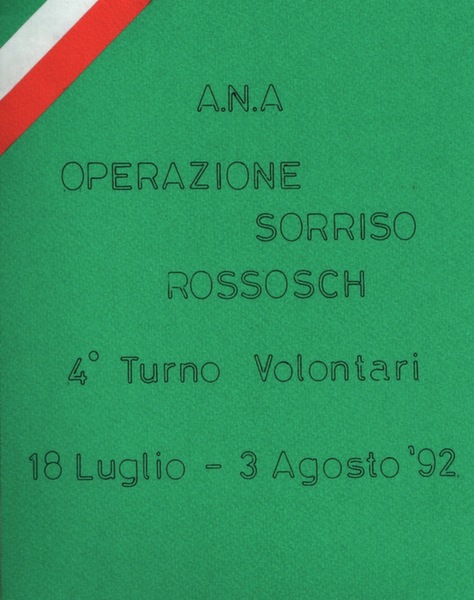 A.N.A
OPERAZIONE
SORRISO
ROSSOSCH
4° Turno Volontari
18 Luglio - 3 Agosto '92